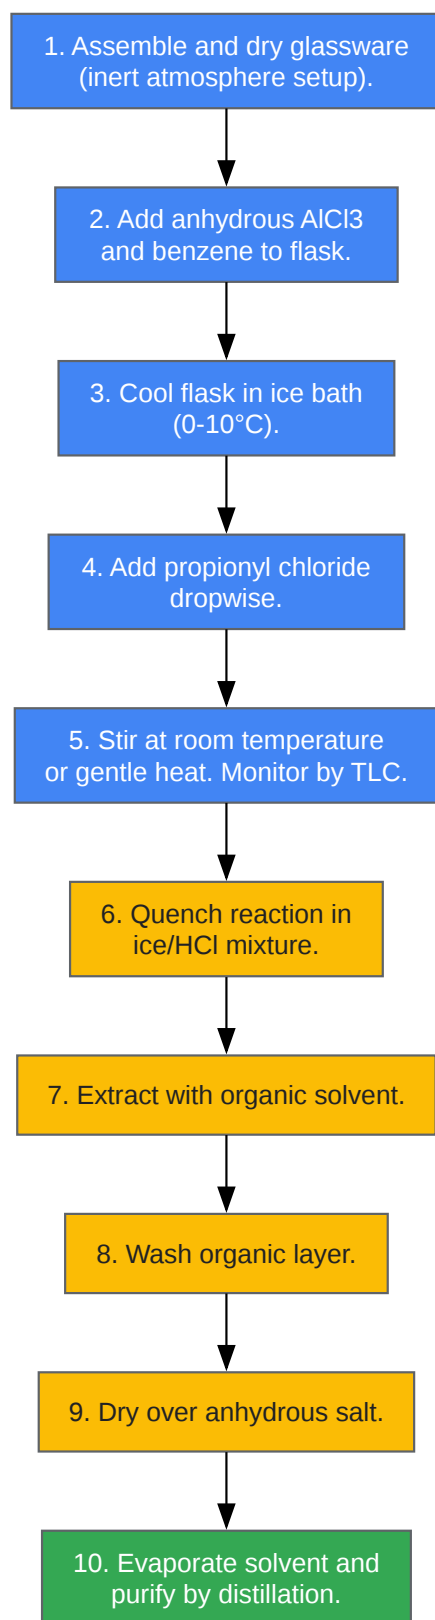 1. Assemble and dry glassware
(inert atmosphere setup).
2. Add anhydrous AlCl3
and benzene to flask.
3. Cool flask in ice bath
(0-10°C).
4. Add propionyl chloride
dropwise.
5. Stir at room temperature
or gentle heat. Monitor by TLC.
6. Quench reaction in
ice/HCl mixture.
7. Extract with organic solvent.
8. Wash organic layer.
9. Dry over anhydrous salt.
10. Evaporate solvent and
purify by distillation.